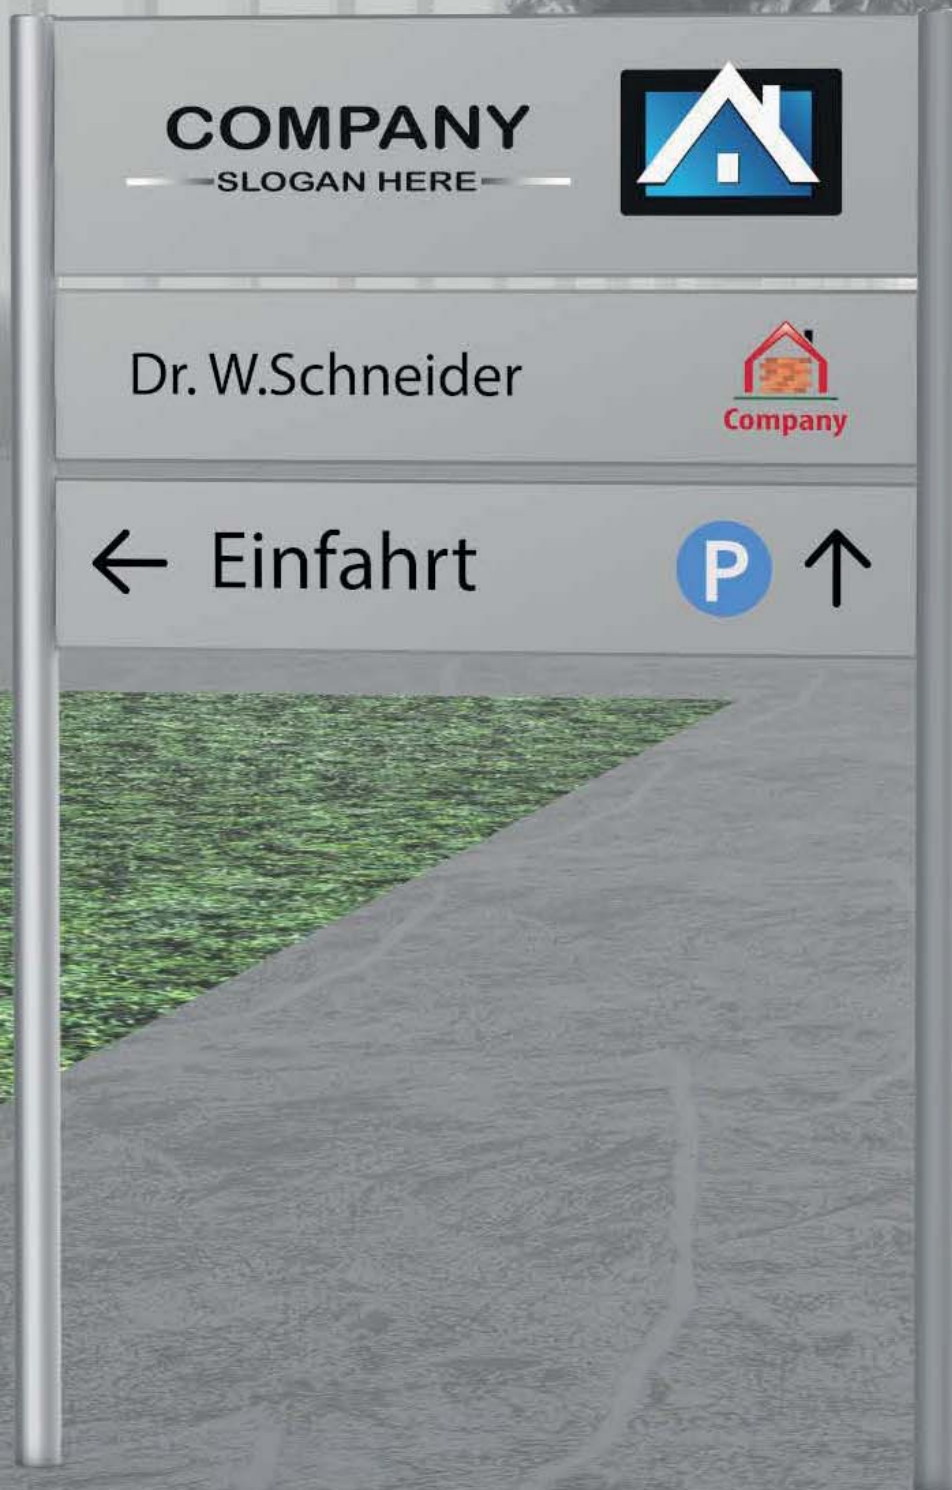 COMPANY
SLOGAN HERE
Dr. W.Schneider
Company
← Einfahrt P ↑